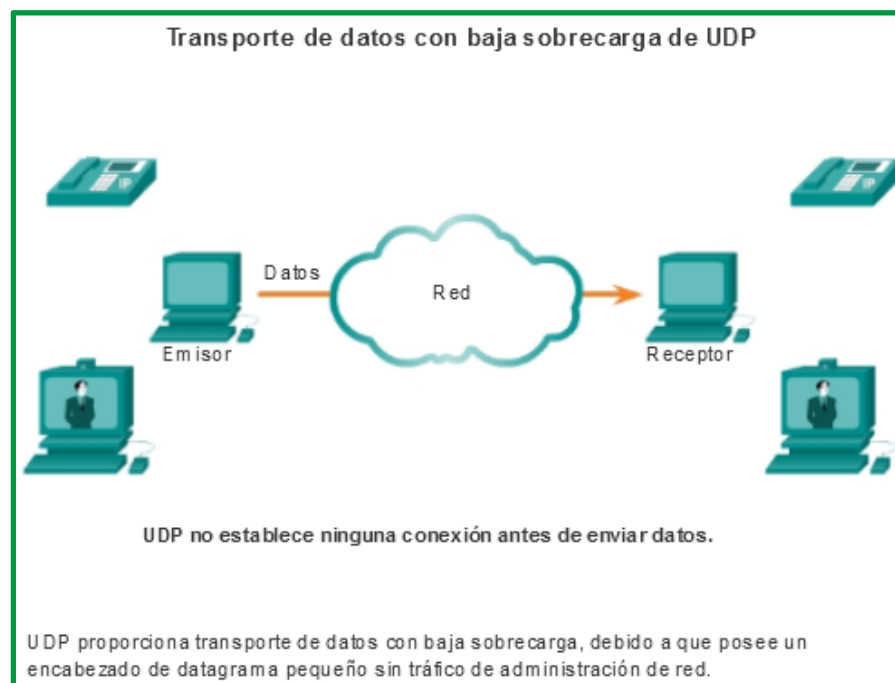 Transporte de datos con baja sobrecarga de UDP
IP
IP
Datos
Red
Emisor
Receptor
UDP no establece ninguna conexión antes de enviar datos.
UDP proporciona transporte de datos con baja sobrecarga, debido a que posee un
encabezado de datagrama pequeño sin tráfico de administración de red.